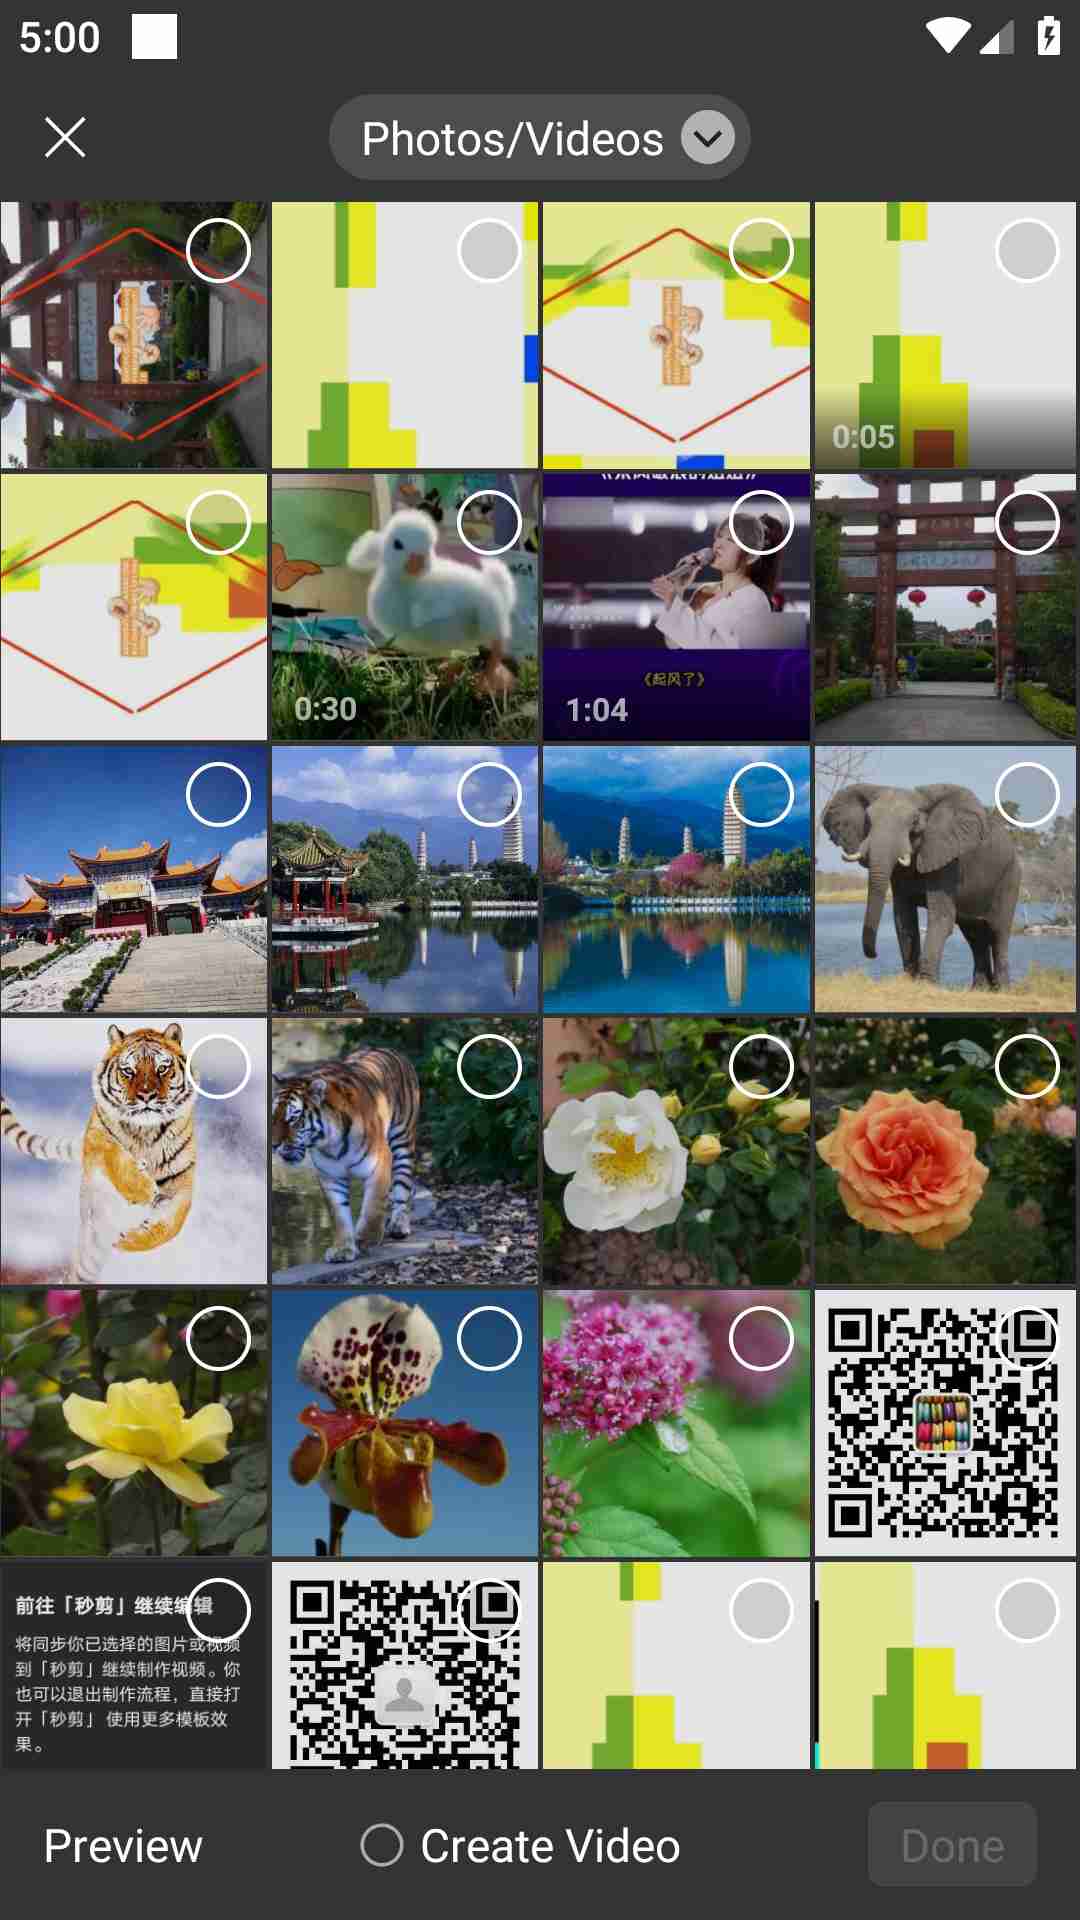 5:00
Photos/Videos
0:05
0:30
1:04
《起风了》
前往「秒剪」继续编辑
将同步你已选择的图片或视频
到「秒剪」继续制作视频。你
也可以退出制作流程，直接打
开「秒剪」 使用更多模板效
果。
Preview
Create Video
Done